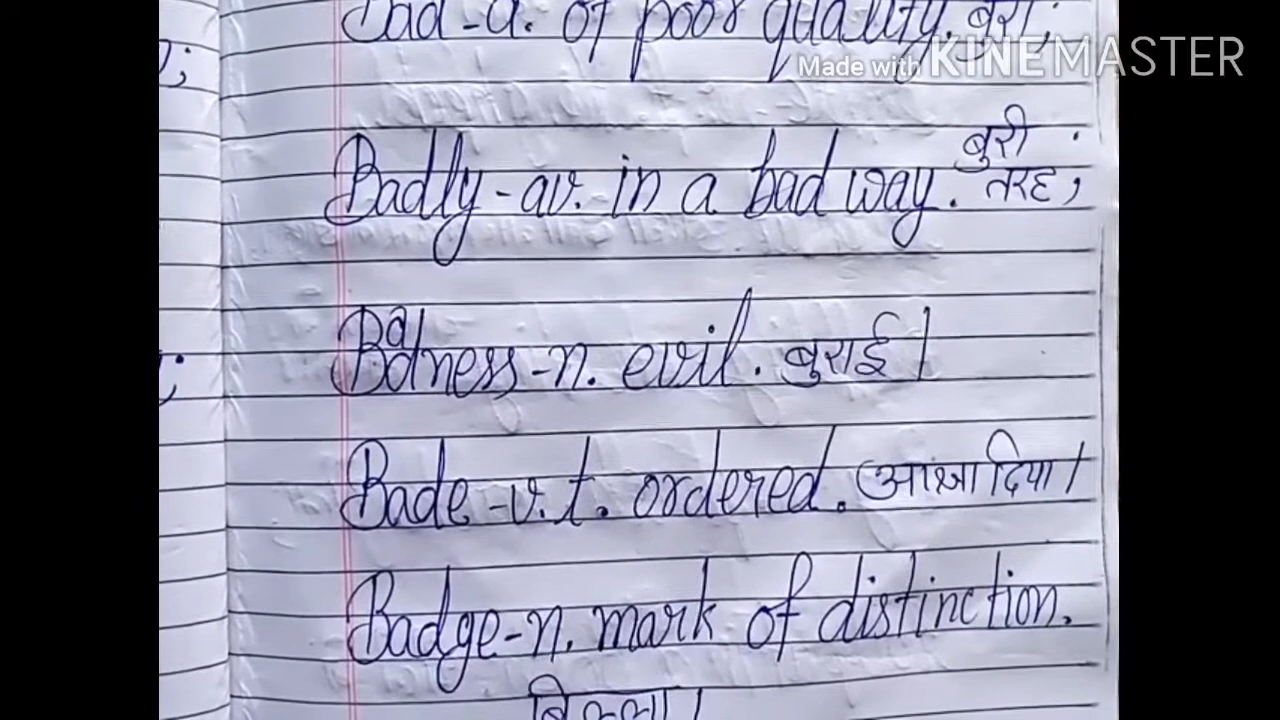 Bad - a. of poor quality. बुरा;
Made with KINEMASTER
Badly - av. in a bad way. बुरी तरह;
Badness - n. evil. बुराई।
Bade - v.t. ordered. दिया।
Badge - n. mark of distinction.
बिल्ला।